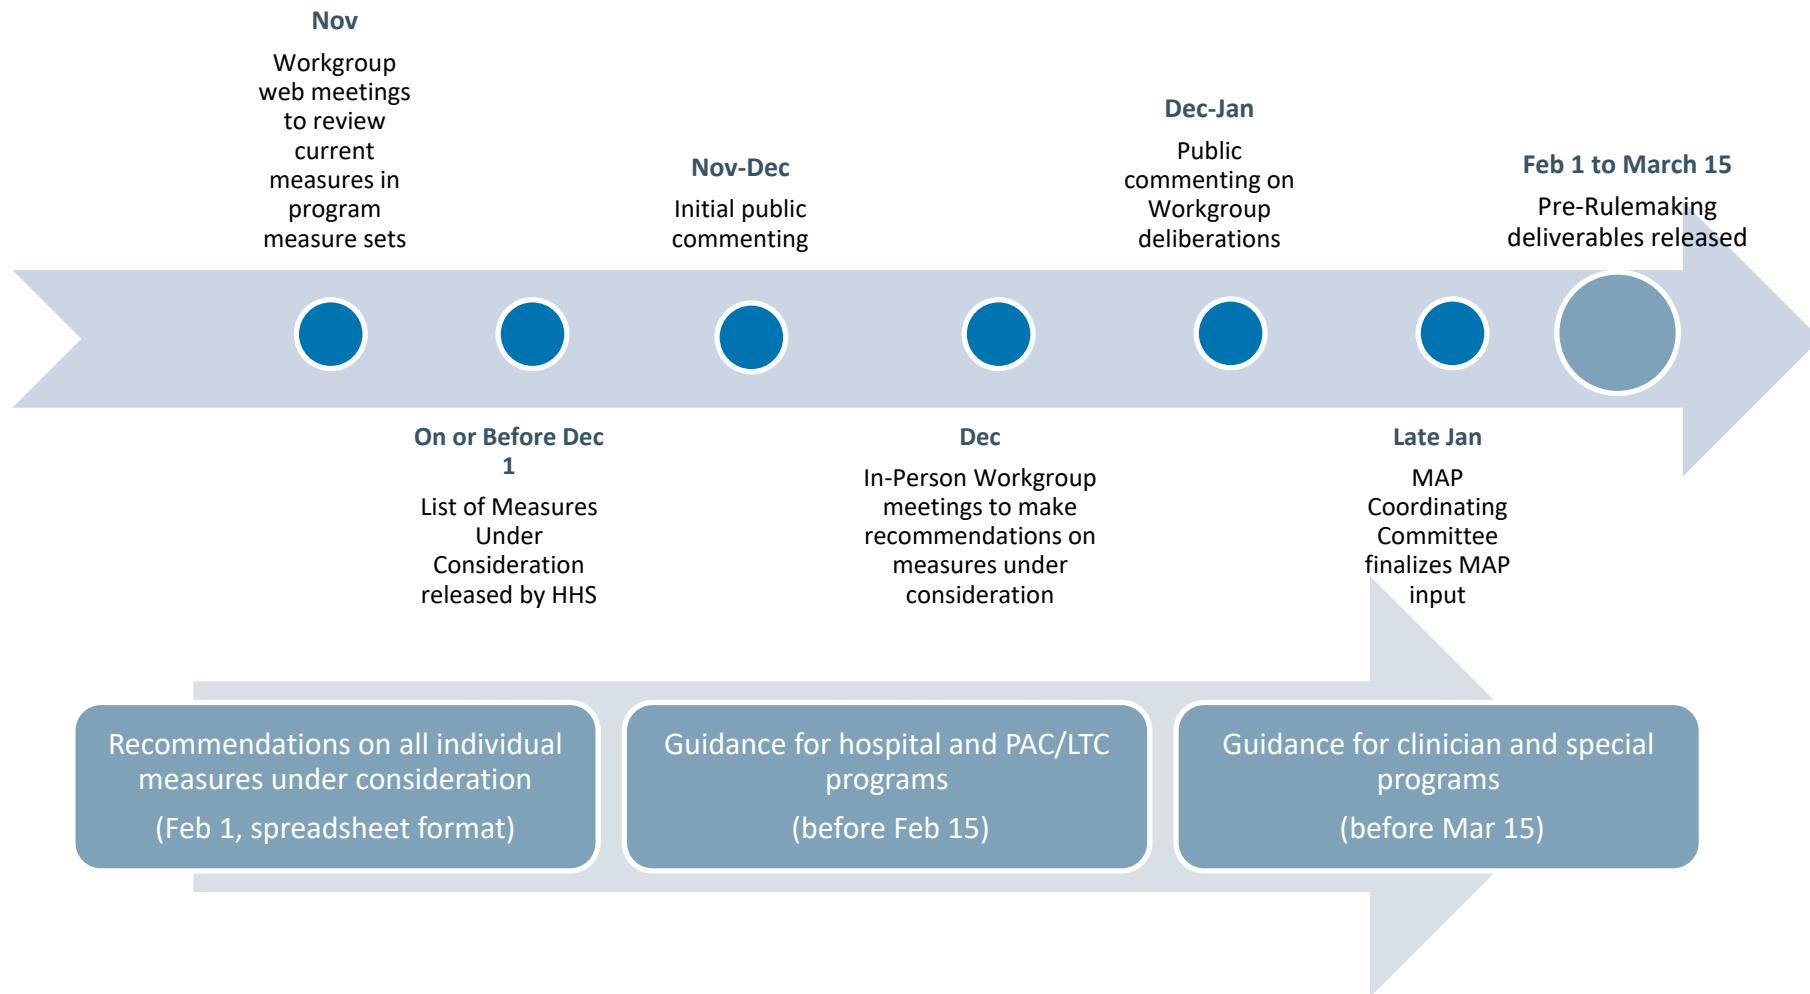 Nov
Workgroup
web meetings
to review
current
measures in
program
measure sets
On or Before Dec
1
List of Measures
Under
Consideration
released by HHS
Nov-Dec
Initial public
commenting
Dec
In-Person Workgroup
meetings to make
recommendations on
measures under
consideration
Dec-Jan
Public
commenting on
Workgroup
deliberations
Late Jan
MAP
Coordinating
Committee
finalizes MAP
input
Feb 1 to March 15
Pre-Rulemaking
deliverables released
Recommendations on all individual
measures under consideration
(Feb 1, spreadsheet format)
Guidance for hospital and PAC/LTC
programs
(before Feb 15)
Guidance for clinician and special
programs
(before Mar 15)